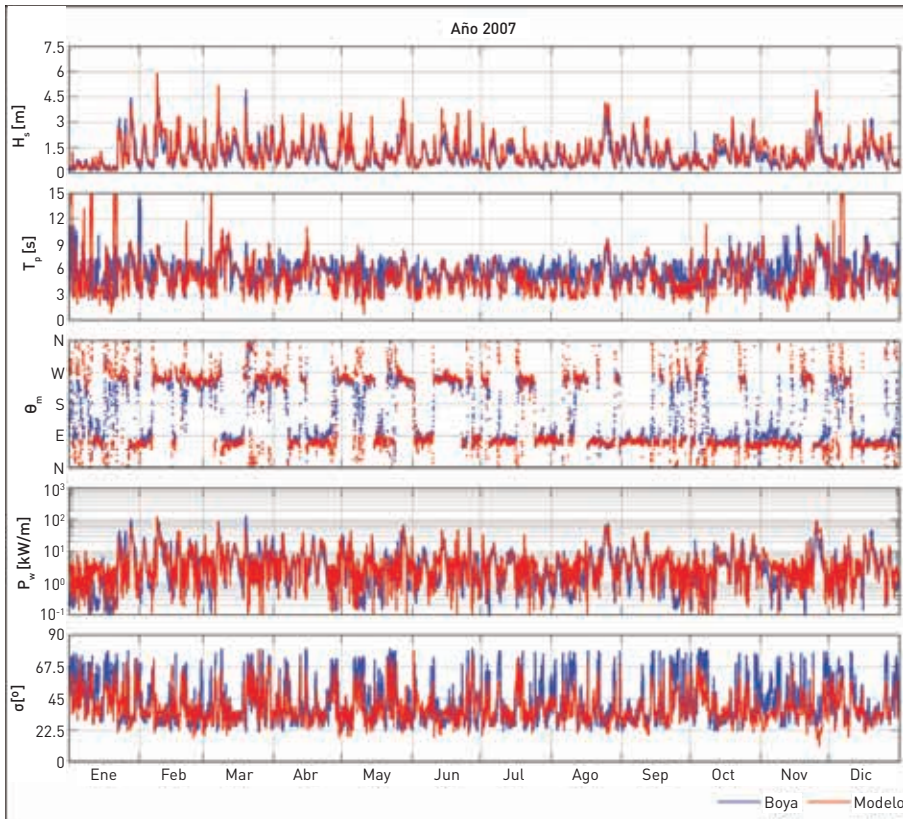 Año 2007
7.5
6
4.5
3
1.5
0
Hs [m]
15
12
9
6
3
0
Tp [s]
N
W
S
E
N
θm
10³
10²
10¹
10⁰
10⁻¹
Pw [kW/m]
90
67.5
45
22.5
0
σ[º]
Ene Feb Mar Abr May Jun Jul Ago Sep Oct Nov Dic
Boya Modelo